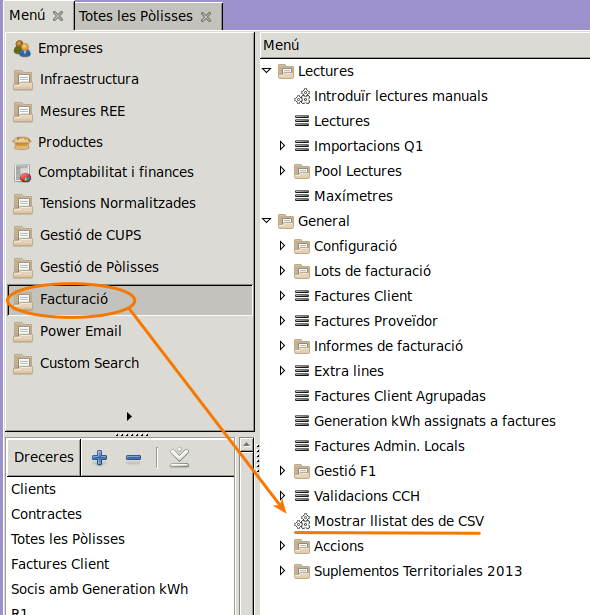 Menú
Totes les Pòlisses
Empreses
Infraestructura
Mesures REE
Productes
Comptabilitat i finances
Tensions Normalitzades
Gestió de CUPS
Gestió de Pòlisses
Facturació
Power Email
Custom Search
Dreceres
Clients
Contractes
Totes les Pòlisses
Factures Client
Socis amb Generation kWh
R1
Menú
Lectures
Introduïr lectures manuals
Lectures
Importacions Q1
Pool Lectures
Maxímetres
General
Configuració
Lots de facturació
Factures Client
Factures Proveïdor
Informes de facturació
Extra lines
Factures Client Agrupadas
Generation kWh assignats a factures
Factures Admin. Locals
Gestió F1
Validacions CCH
Mostrar llistat des de CSV
Accions
Suplementos Territoriales 2013